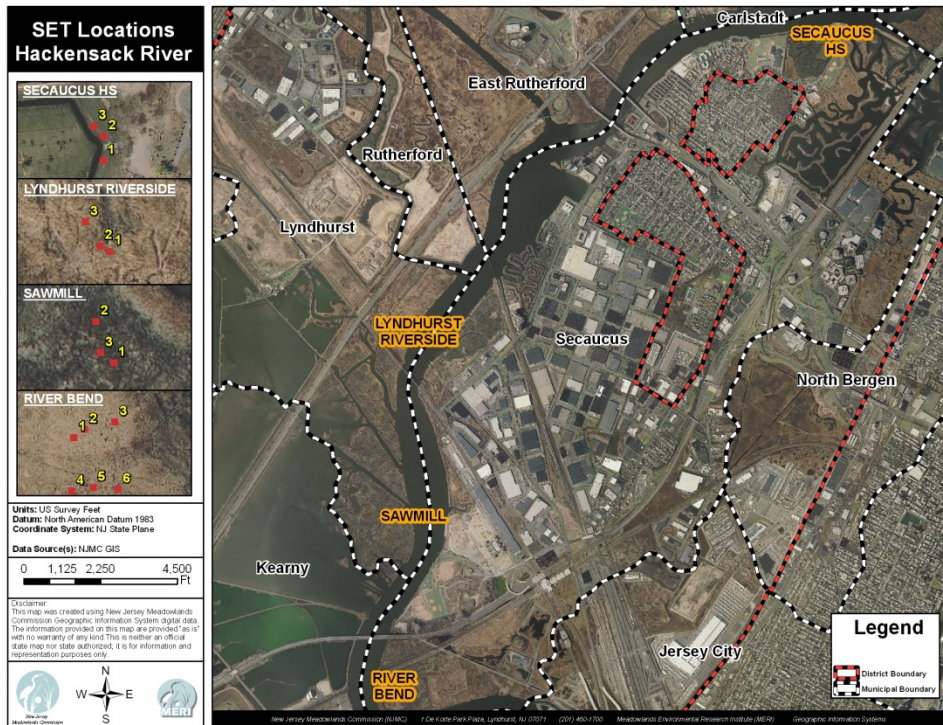 SET Locations
Hackensack River
SECAUCUS HS
3
2
1
LYNDHURST RIVERSIDE
3
2
1
SAWMILL
2
3
1
RIVER BEND
1
2
3
4
5
6
Units: US Survey Feet
Datum: North American Datum 1983
Coordinate System: NJ State Plane
Data Source(s): NJMC GIS
0 1,125 2,250 4,500
Ft
Disclaimer:
This map was created using New Jersey Meadowlands
Commission Geographic Information System digital data.
The information provided on this map are provided "as is"
with no warranty of any kind.This is neither an official
state map nor state authorized; it is for information and
representation purposes only.
New Jersey
Meadowlands Commission
N
W E
S
MERI
Carlstadt
SECAUCUS
HS
East Rutherford
Rutherford
Lyndhurst
LYNDHURST
RIVERSIDE
Secaucus
North Bergen
SAWMILL
Kearny
Jersey City
RIVER
BEND
Legend
District Boundary
Municipal Boundary
New Jersey Meadowlands Commission (NJMC) 1 De Korte Park Plaza, Lyndhurst, NJ 07071 (201) 460-1700 Meadowlands Environmental Research Institute (MERI) Geographic Information Systems